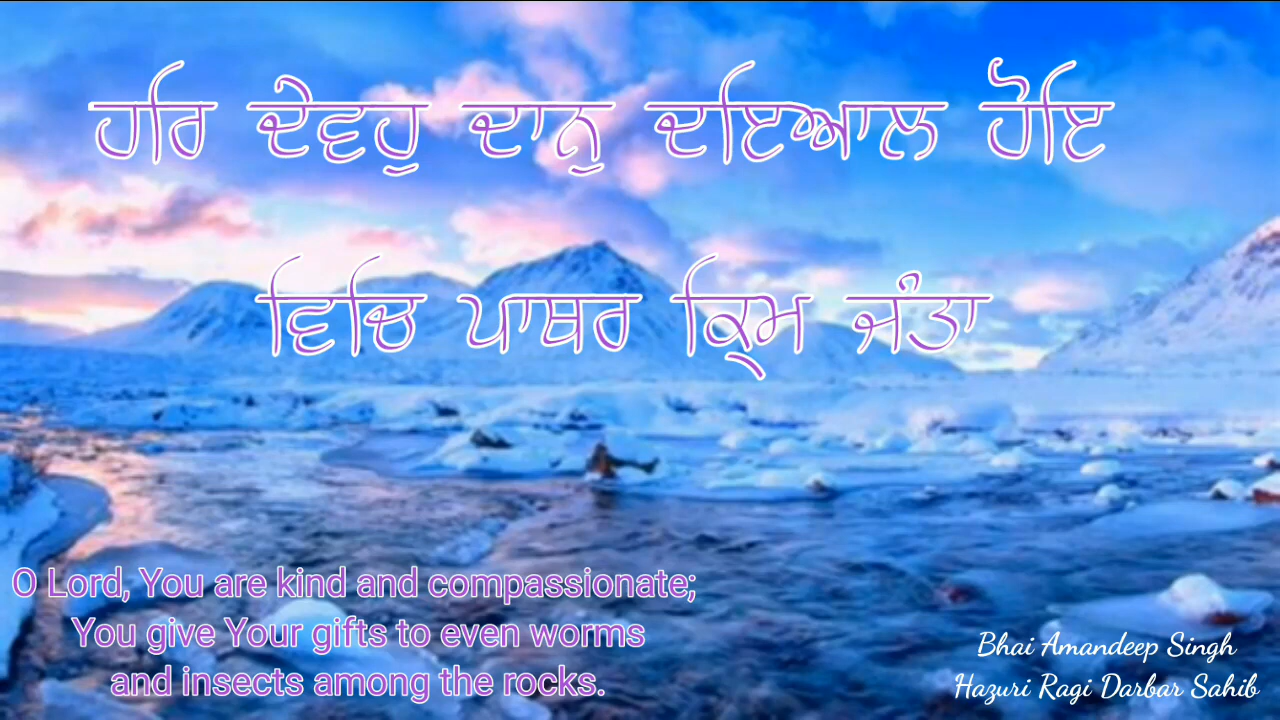 ਹਰਿ ਦੇਵਹੁ ਦਾਨੁ ਦਇਆਲ ਹੋਇ
ਵਿਚਿ ਪਾਥਰ ਕ੍ਰਿਮ ਜੰਤਾ
O Lord, You are kind and compassionate;
You give Your gifts to even worms
and insects among the rocks.
Bhai Amandeep Singh
Hazuri Ragi Darbar Sahib